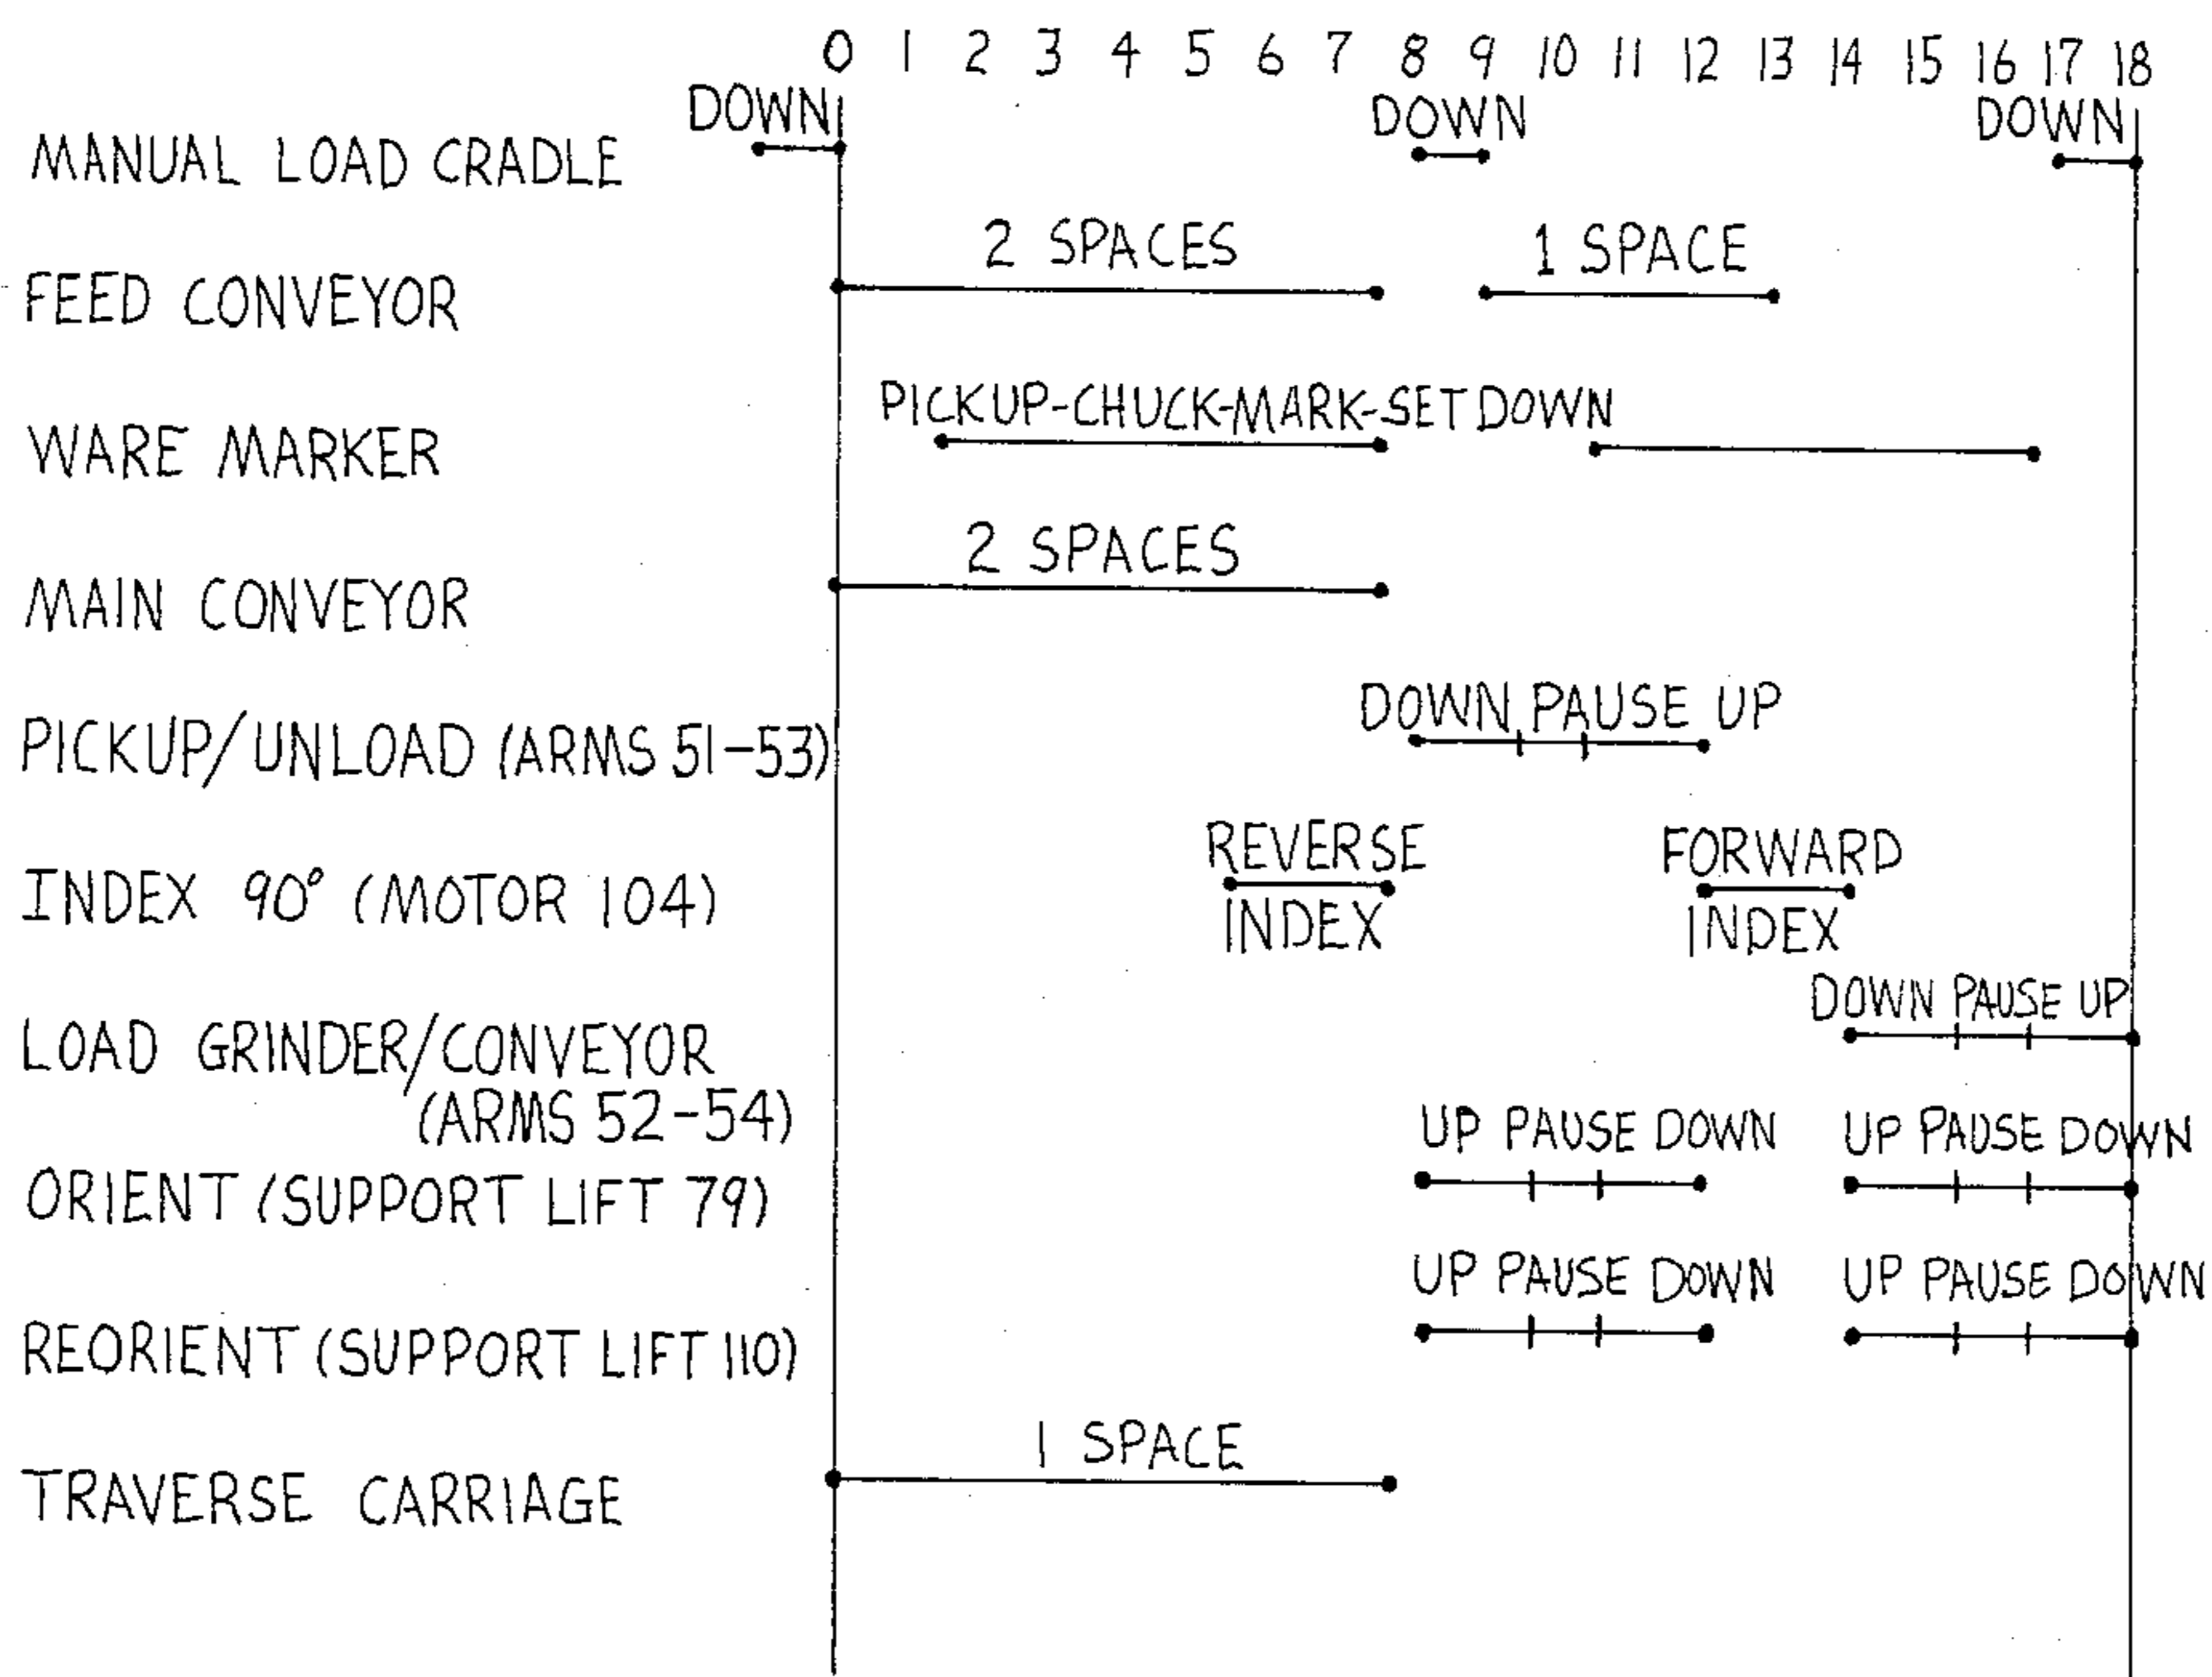 0 1 2 3 4 5 6 7 8 9 10 11 12 13 14 15 16 17 18
DOWN DOWN DOWN
MANUAL LOAD CRADLE
2 SPACES 1 SPACE
FEED CONVEYOR
PICKUP-CHUCK-MARK-SET DOWN
WARE MARKER
2 SPACES
MAIN CONVEYOR
DOWN PAUSE UP
PICKUP/UNLOAD (ARMS 51-53)
REVERSE FORWARD
INDEX 90° (MOTOR 104)
INDEX INDEX
DOWN PAUSE UP
LOAD GRINDER/CONVEYOR
(ARMS 52-54)
UP PAUSE DOWN UP PAUSE DOWN
ORIENT (SUPPORT LIFT 79)
UP PAUSE DOWN UP PAUSE DOWN
REORIENT (SUPPORT LIFT 110)
1 SPACE
TRAVERSE CARRIAGE